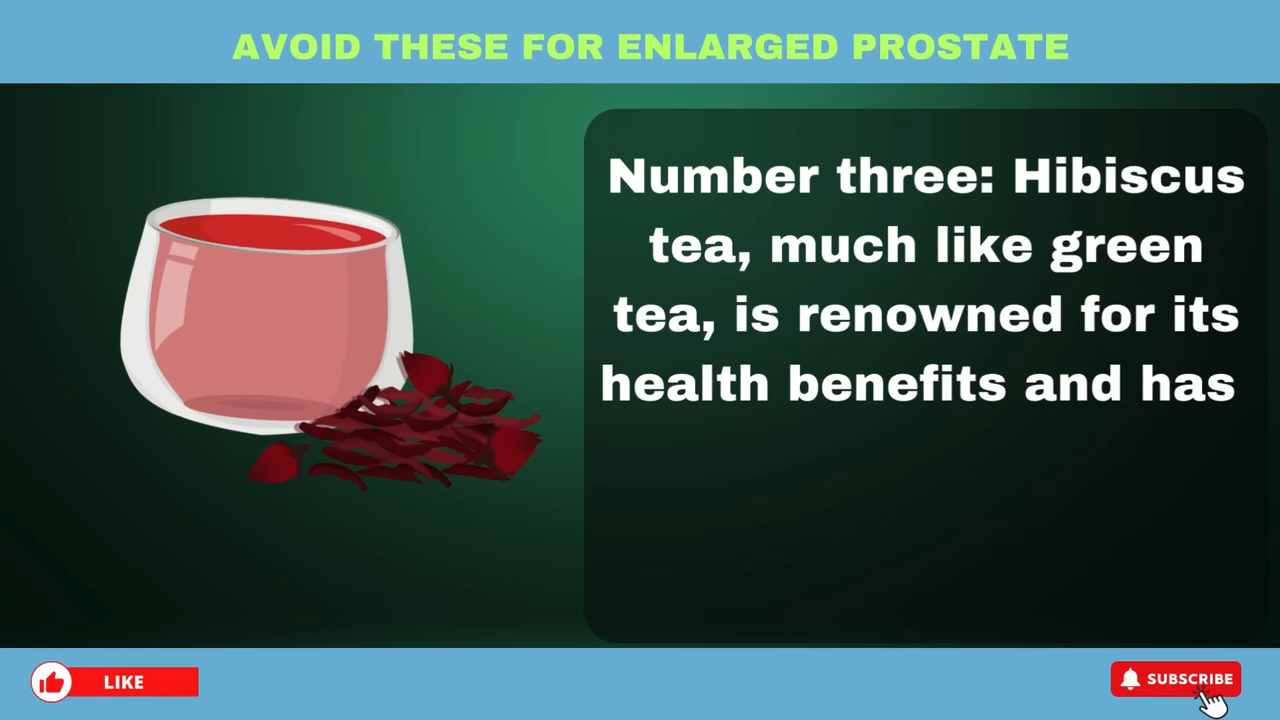 AVOID THESE FOR ENLARGED PROSTATE
Number three: Hibiscus
tea, much like green
tea, is renowned for its
health benefits and has
LIKE
SUBSCRIBE